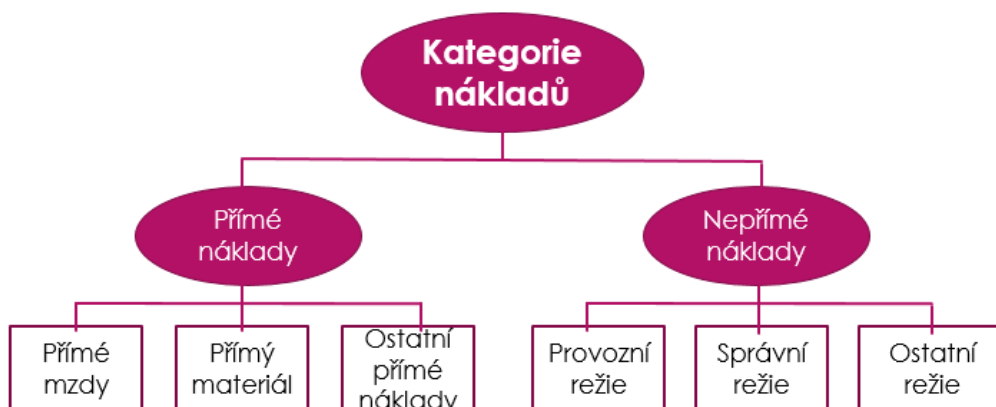 Kategorie
nákladů
Přímé
náklady
Nepřímé
náklady
Přímé
mzdy
Přímý
materiál
Ostatní
přímé
náklady
Provozní
režie
Správní
režie
Ostatní
režie